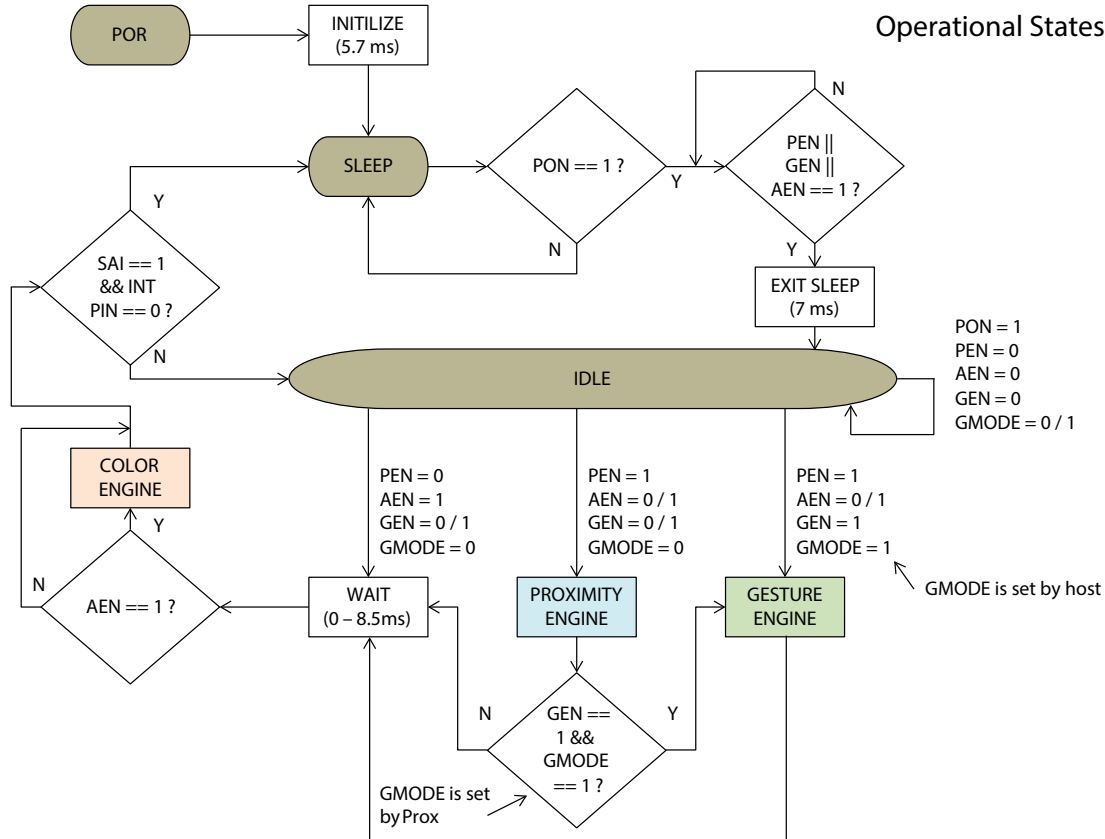 Operational States
POR
INITILIZE
(5.7 ms)
SLEEP
PON == 1 ?
Y
N
PEN ||
GEN ||
AEN == 1 ?
N
Y
EXIT SLEEP
(7 ms)
SAI == 1
&& INT
PIN == 0 ?
Y
N
IDLE
PON = 1
PEN = 0
AEN = 0
GEN = 0
GMODE = 0 / 1
COLOR
ENGINE
PEN = 0
AEN = 1
GEN = 0 / 1
GMODE = 0
PEN = 1
AEN = 0 / 1
GEN = 0 / 1
GMODE = 0
PEN = 1
AEN = 0 / 1
GEN = 1
GMODE = 1
GMODE is set by host
Y
N
AEN == 1 ?
WAIT
(0 – 8.5ms)
PROXIMITY
ENGINE
GESTURE
ENGINE
N
Y
GEN ==
1 &&
GMODE
== 1 ?
GMODE is set
by Prox